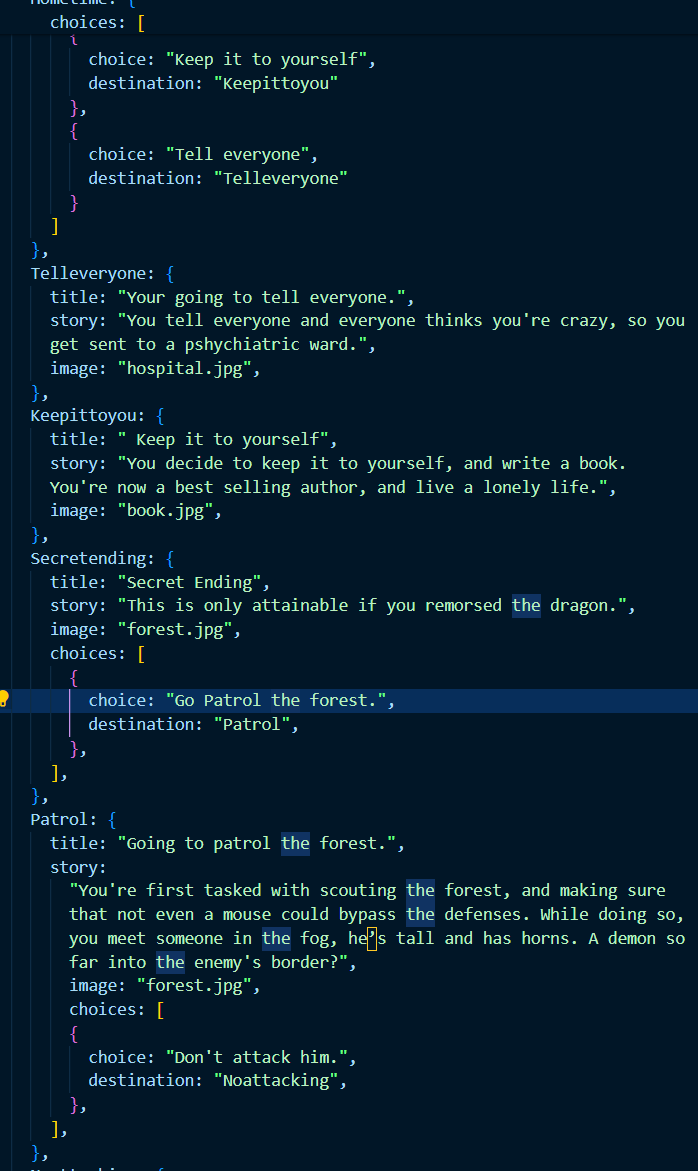 Hometime: {
choices: [
{
choice: "Keep it to yourself",
destination: "Keepittoyou"
},
{
choice: "Tell everyone",
destination: "Telleveryone"
}
]
},
Telleveryone: {
title: "Your going to tell everyone.",
story: "You tell everyone and everyone thinks you're crazy, so you
get sent to a pshychiatric ward.",
image: "hospital.jpg",
},
Keepittoyou: {
title: " Keep it to yourself",
story: "You decide to keep it to yourself, and write a book.
You're now a best selling author, and live a lonely life.",
image: "book.jpg",
},
Secretending: {
title: "Secret Ending",
story: "This is only attainable if you remorsed the dragon.",
image: "forest.jpg",
choices: [
{
choice: "Go Patrol the forest.",
destination: "Patrol",
},
],
},
Patrol: {
title: "Going to patrol the forest.",
story:
"You're first tasked with scouting the forest, and making sure
that not even a mouse could bypass the defenses. While doing so,
you meet someone in the fog, he’s tall and has horns. A demon so
far into the enemy's border?",
image: "forest.jpg",
choices: [
{
choice: "Don't attack him.",
destination: "Noattacking",
},
],
},